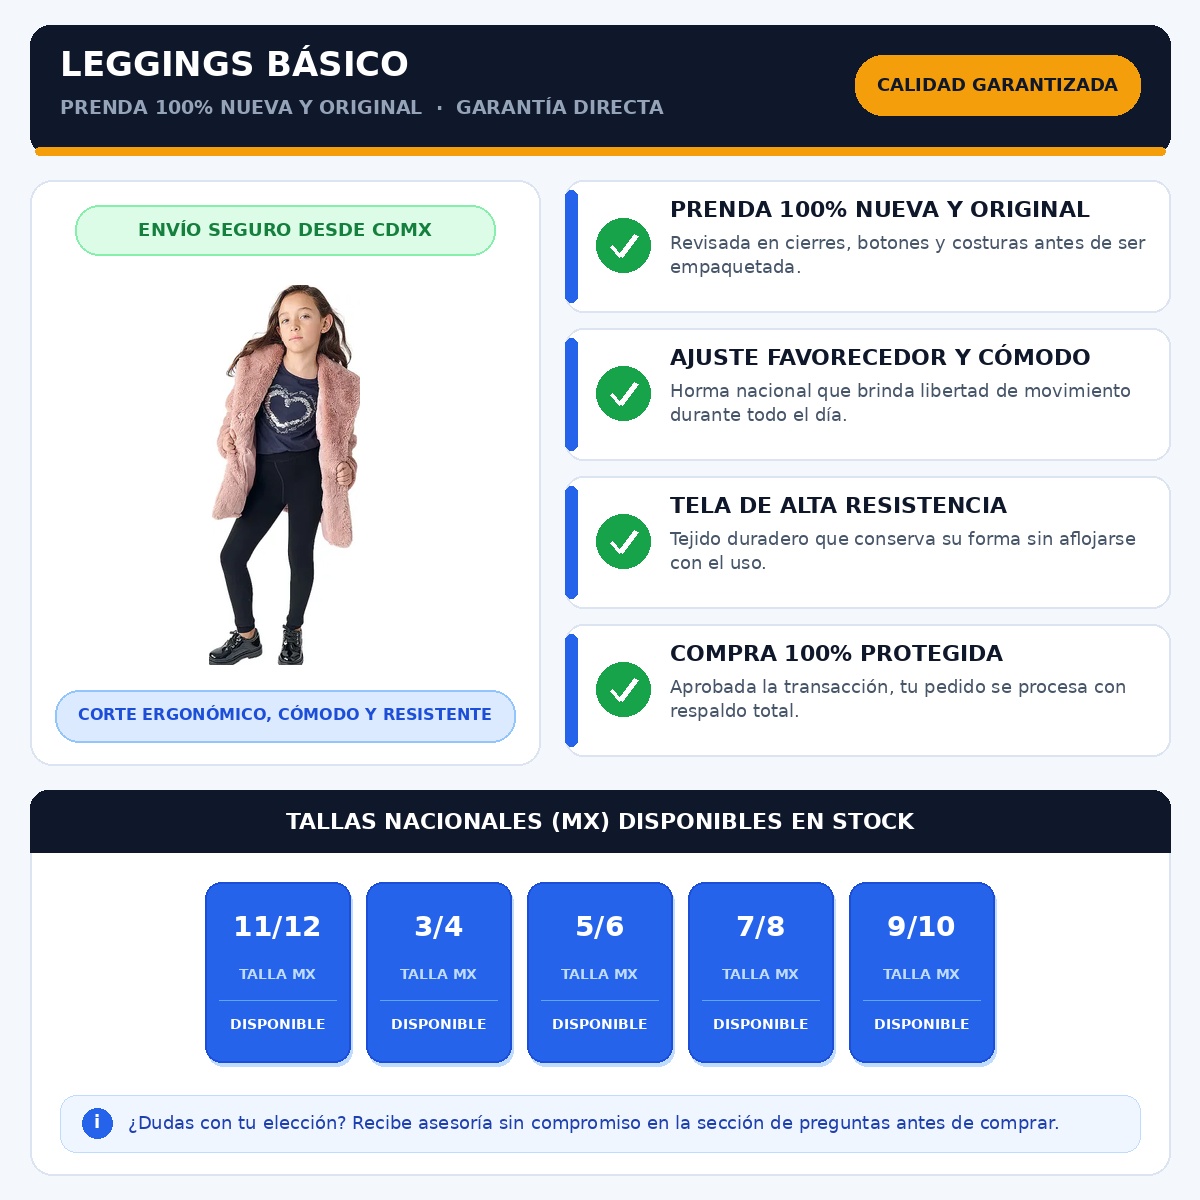 LEGGINGS BÁSICO
PRENDA 100% NUEVA Y ORIGINAL · GARANTÍA DIRECTA
CALIDAD GARANTIZADA
ENVÍO SEGURO DESDE CDMX
CORTE ERGONÓMICO, CÓMODO Y RESISTENTE
PRENDA 100% NUEVA Y ORIGINAL
Revisada en cierres, botones y costuras antes de ser
empaquetada.
AJUSTE FAVORECEDOR Y CÓMODO
Horma nacional que brinda libertad de movimiento
durante todo el día.
TELA DE ALTA RESISTENCIA
Tejido duradero que conserva su forma sin aflojarse
con el uso.
COMPRA 100% PROTEGIDA
Aprobada la transacción, tu pedido se procesa con
respaldo total.
TALLAS NACIONALES (MX) DISPONIBLES EN STOCK
11/12
TALLA MX
DISPONIBLE
3/4
TALLA MX
DISPONIBLE
5/6
TALLA MX
DISPONIBLE
7/8
TALLA MX
DISPONIBLE
9/10
TALLA MX
DISPONIBLE
i ¿Dudas con tu elección? Recibe asesoría sin compromiso en la sección de preguntas antes de comprar.